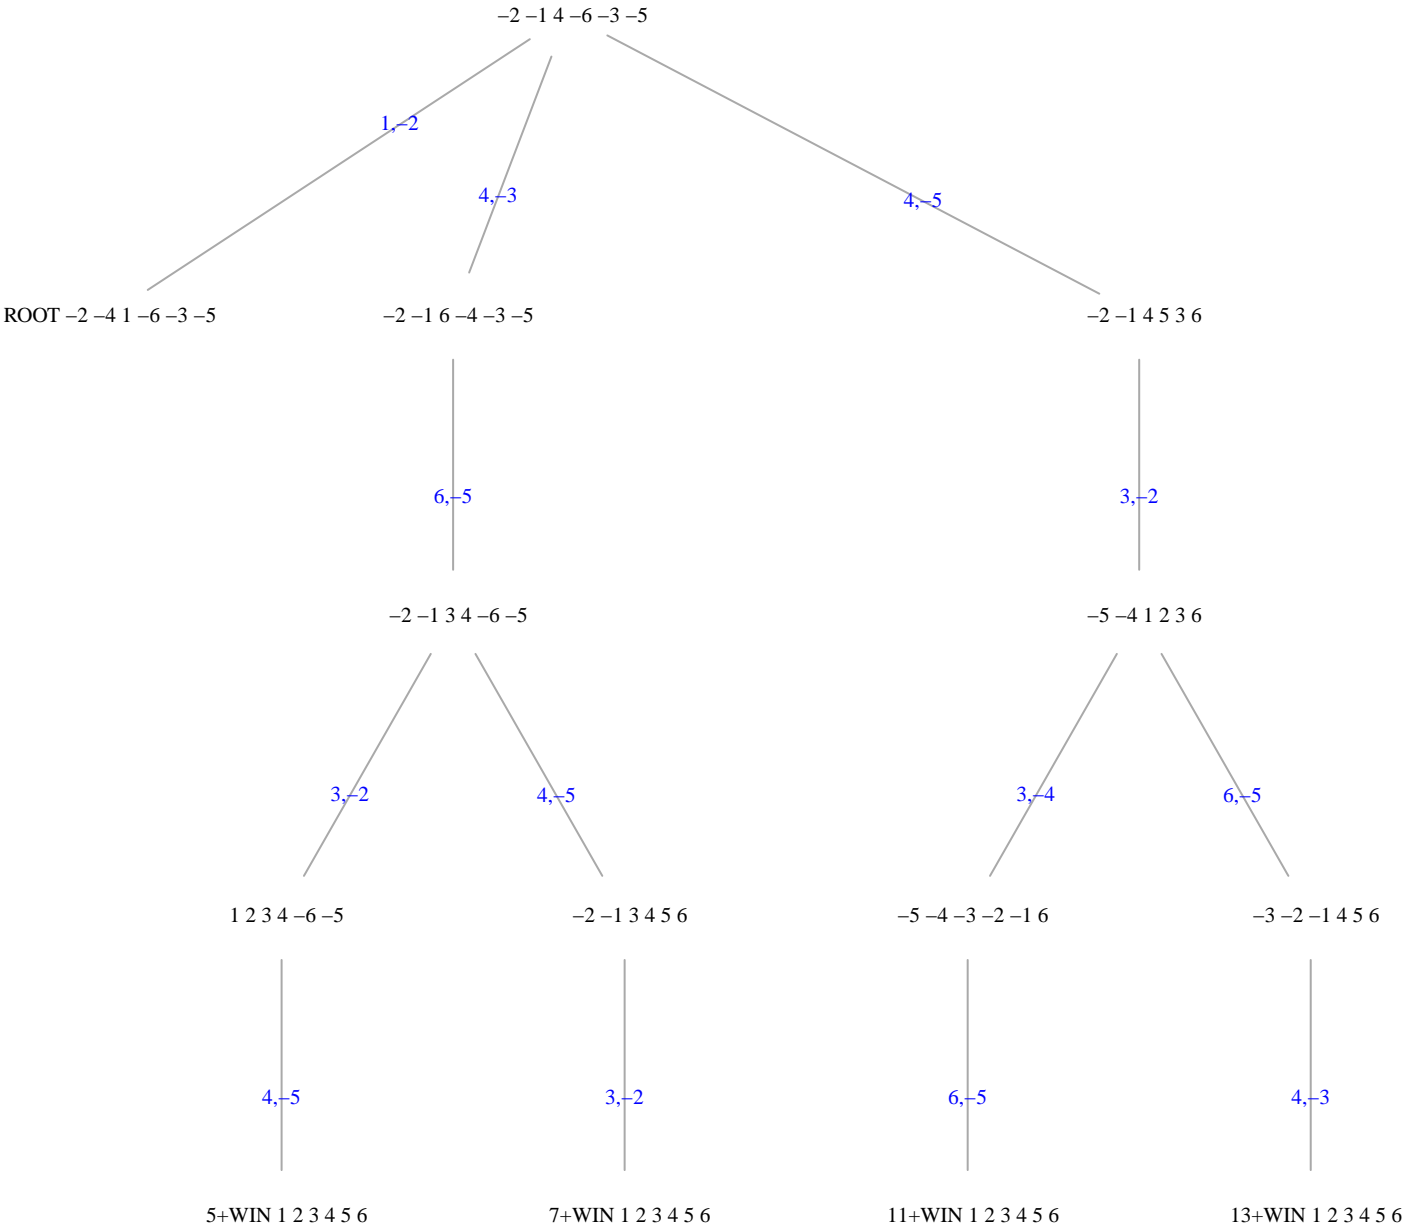 –2 –1 4 –6 –3 –5
1,–2
4,–3
4,–5
ROOT –2 –4 1 –6 –3 –5
–2 –1 6 –4 –3 –5
–2 –1 4 5 3 6
6,–5
3,–2
–2 –1 3 4 –6 –5
–5 –4 1 2 3 6
3,–2
4,–5
3,–4
6,–5
1 2 3 4 –6 –5
–2 –1 3 4 5 6
–5 –4 –3 –2 –1 6
–3 –2 –1 4 5 6
4,–5
3,–2
6,–5
4,–3
5+WIN 1 2 3 4 5 6
7+WIN 1 2 3 4 5 6
11+WIN 1 2 3 4 5 6
13+WIN 1 2 3 4 5 6